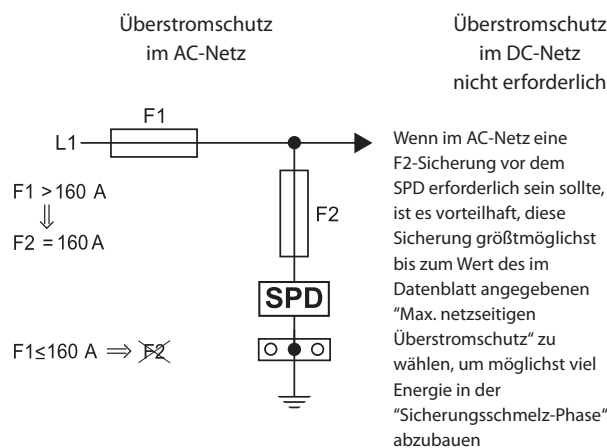 Überstromschutz
im AC-Netz
Überstromschutz
im DC-Netz
nicht erforderlich
F1
L1
F1 >160 A
⇓
F2 = 160 A
F2
SPD
F1≤160 A ⇒ F2
Wenn im AC-Netz eine
F2-Sicherung vor dem
SPD erforderlich sein sollte,
ist es vorteilhaft, diese
Sicherung größtmöglichst
bis zum Wert des im
Datenblatt angegebenen
"Max. netzseitigen
Überstromschutz“ zu
wählen, um möglichst viel
Energie in der
"Sicherungsschmelz-Phase“
abzubauen